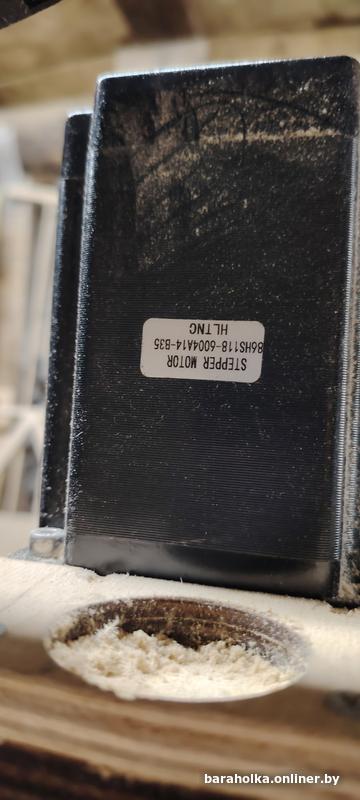 STEPPER MOTOR
86HS118-6004A14-B35
HLTNC
baraholka.onliner.by